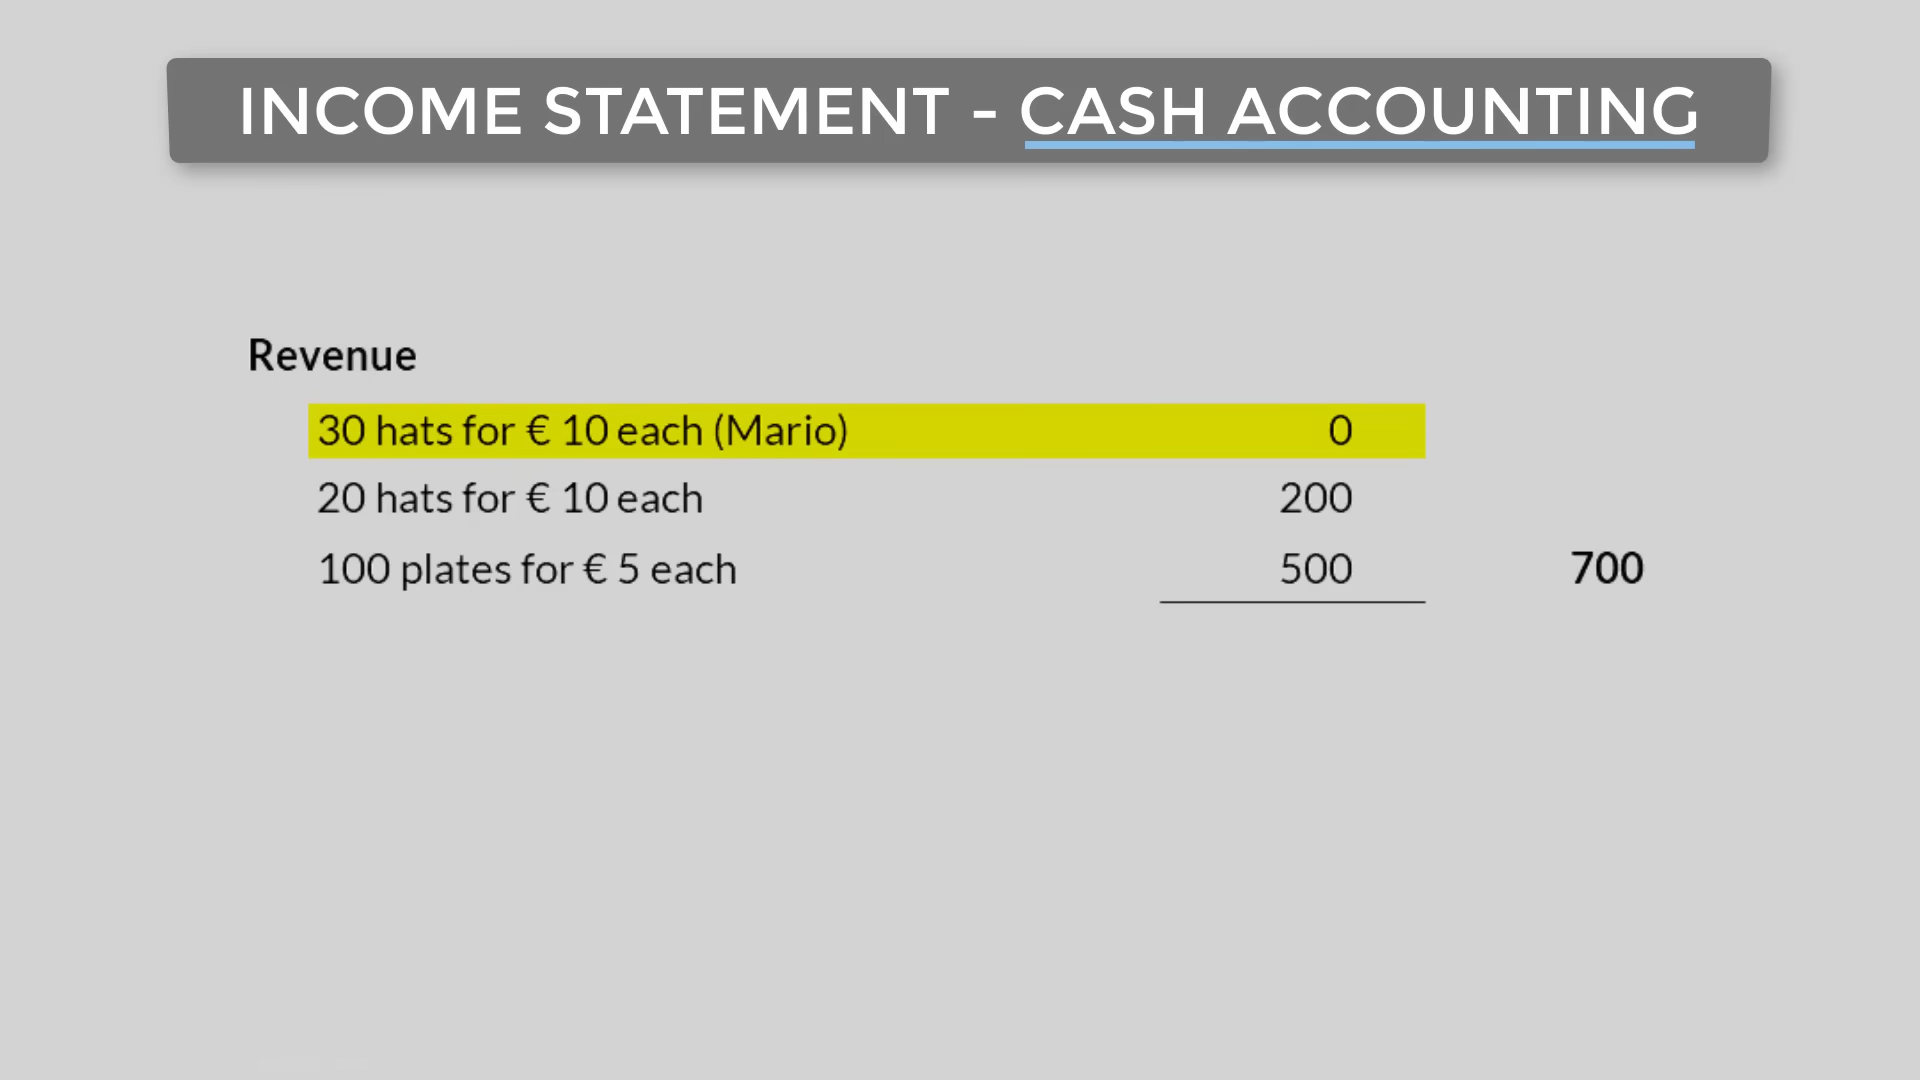 INCOME STATEMENT - CASH ACCOUNTING
Revenue
30 hats for € 10 each (Mario) 0
20 hats for € 10 each 200
100 plates for € 5 each 500 700